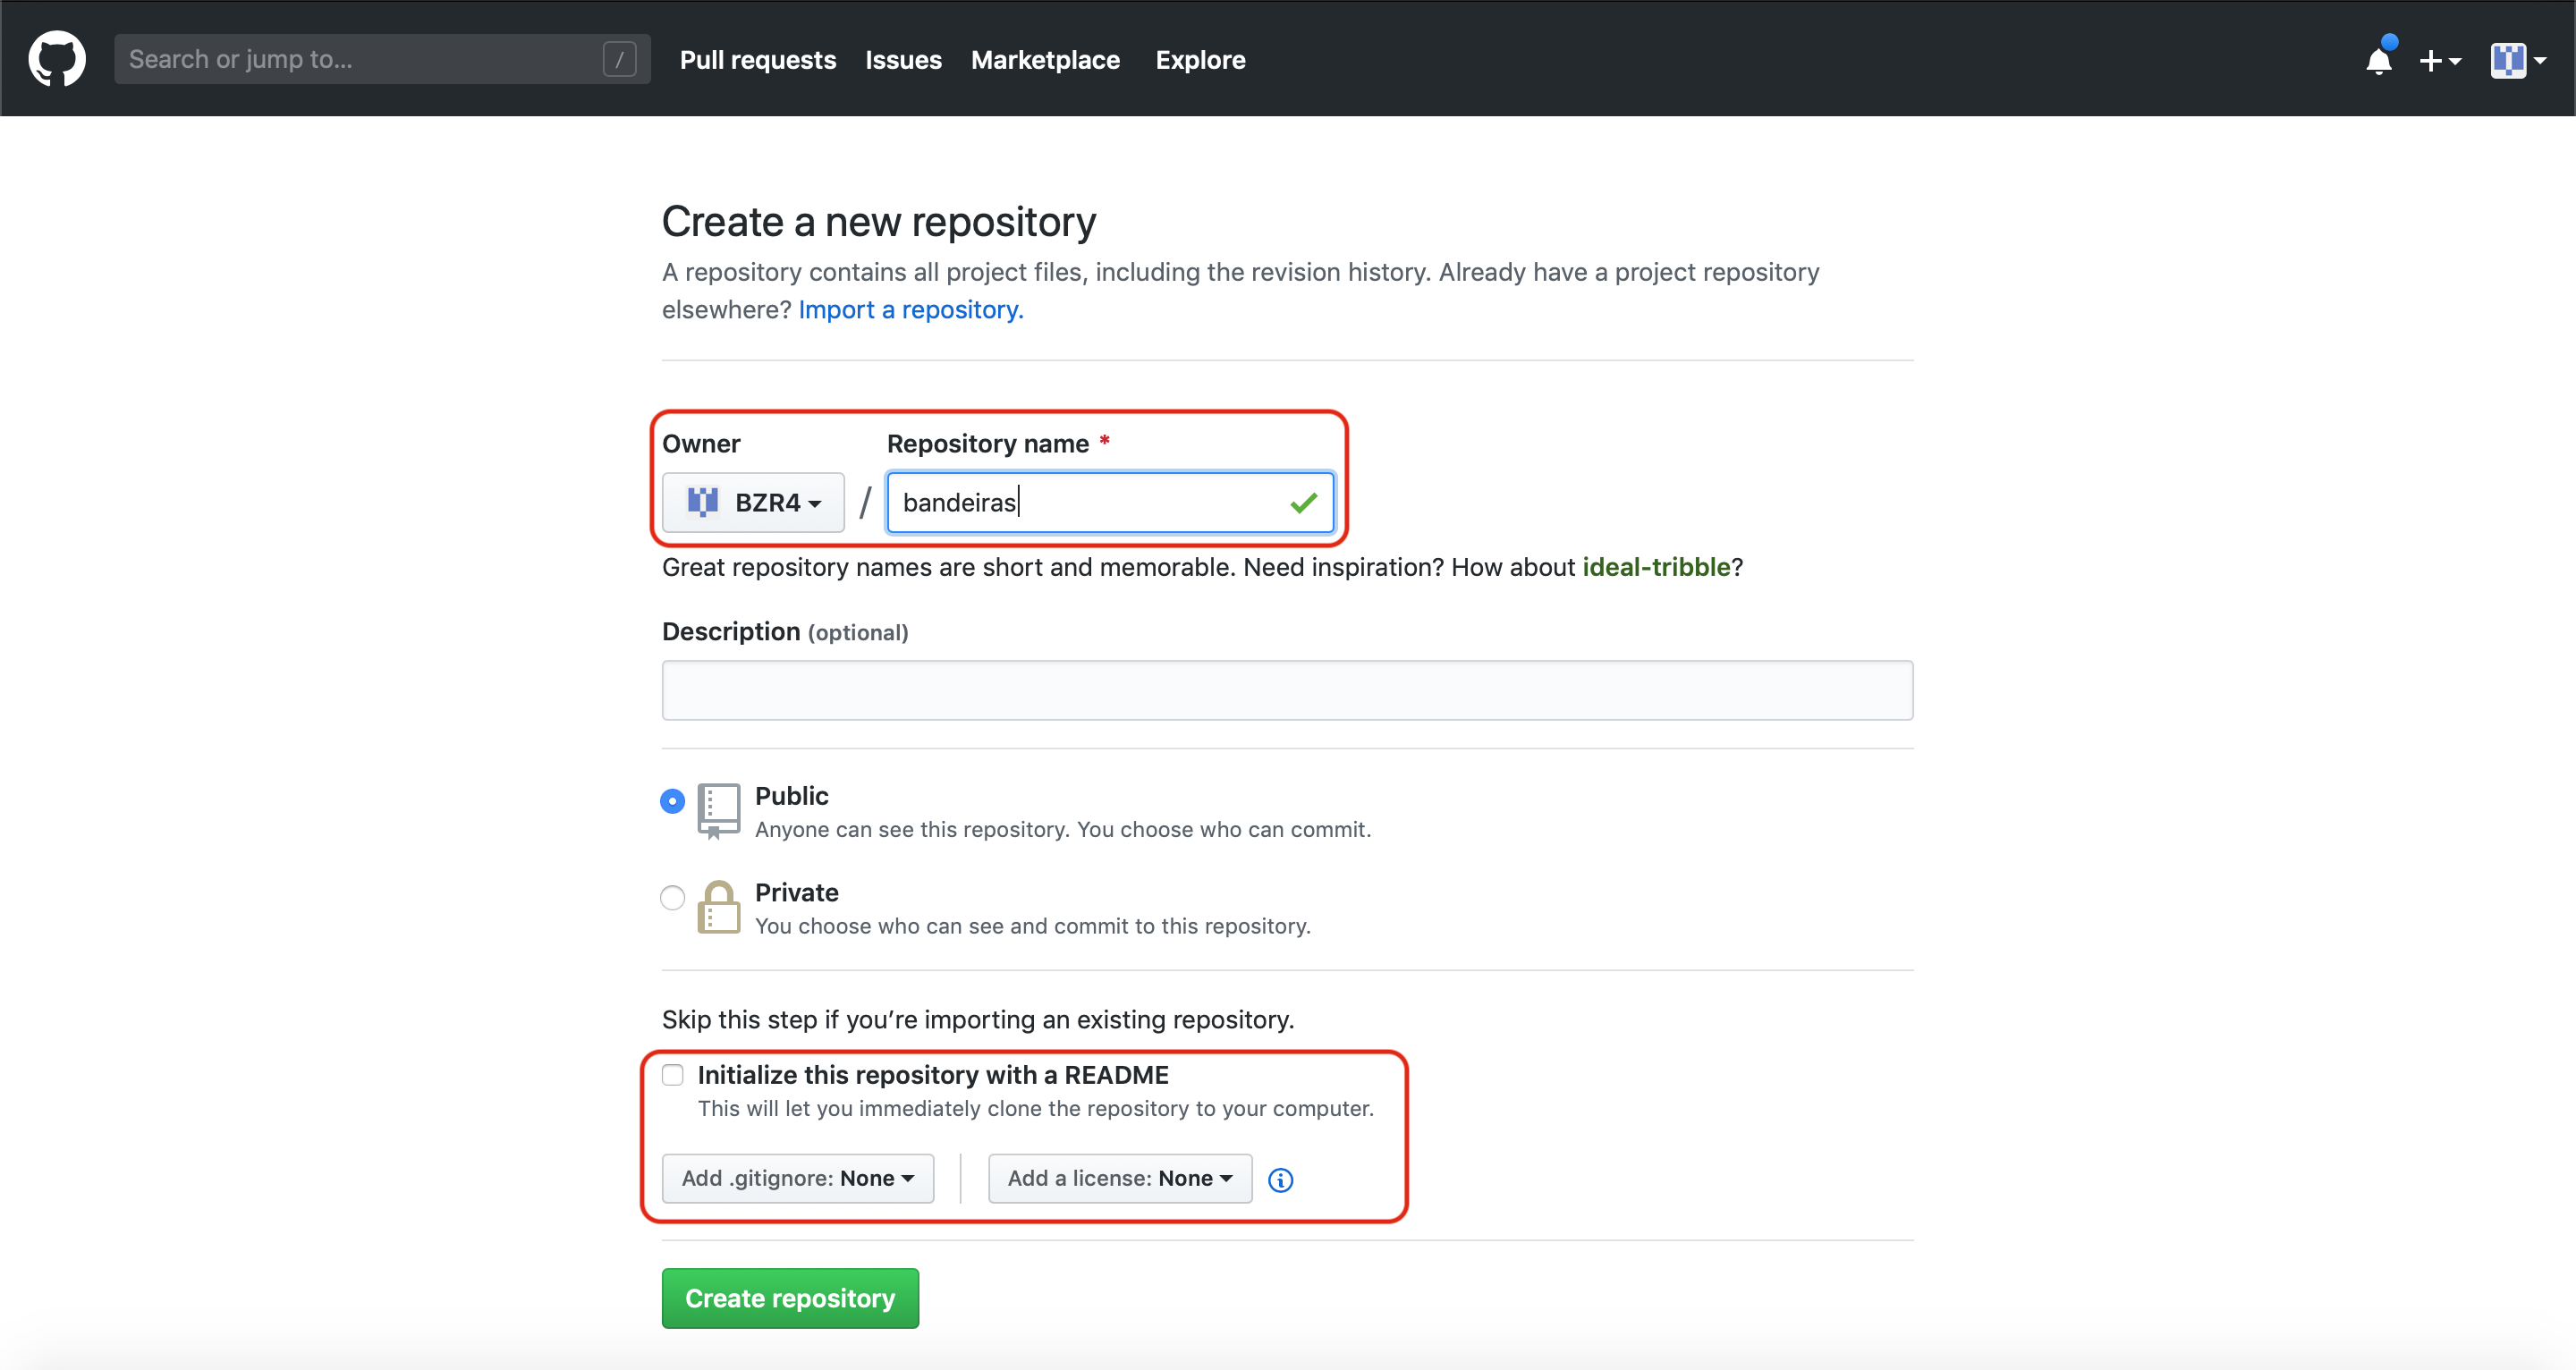 Search or jump to... /
Pull requests Issues Marketplace Explore
Create a new repository
A repository contains all project files, including the revision history. Already have a project repository
elsewhere? Import a repository.
Owner Repository name *
BZR4 / bandeiras
Great repository names are short and memorable. Need inspiration? How about ideal-tribble?
Description (optional)
Public
Anyone can see this repository. You choose who can commit.
Private
You choose who can see and commit to this repository.
Skip this step if you’re importing an existing repository.
Initialize this repository with a README
This will let you immediately clone the repository to your computer.
Add .gitignore: None Add a license: None
Create repository